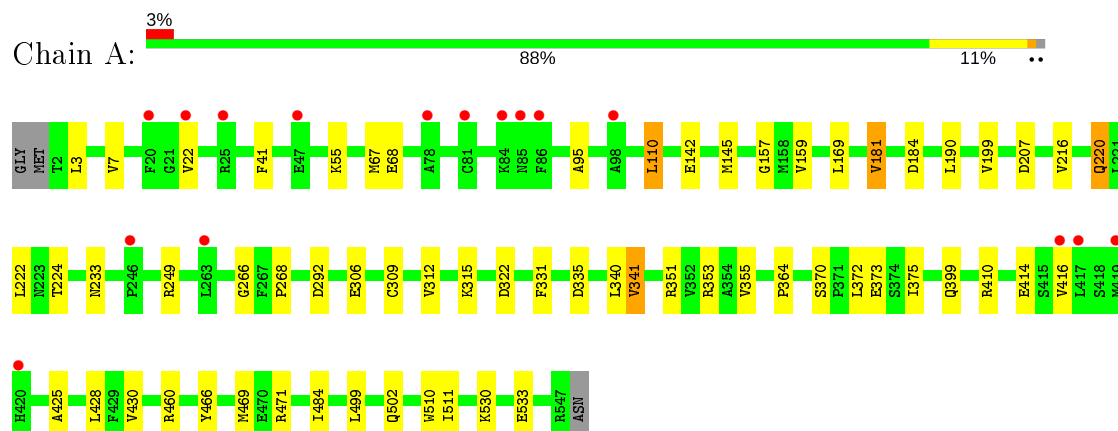 3%
Chain A:
88% 11% ••
GLY MET T2 L3 V7 F20 G21 V22 R25 F41 E47 K55 M67 E68 A78 C81 K84 N85 F86 A95 A98 L110 E142 M145 G157 M158 V159 L169 V181 D184 L190 V199 D207 V216 Q220 L221
L222 N223 T224 N233 P246 R249 L263 G266 F267 P268 D292 E306 C309 V312 K315 D322 F331 D335 L340 V341 R351 V352 R353 A354 V355 P364 S370 P371 L372 E373 S374 I375 Q399 R410 E414 S415 V416 L417 S418 M419
H420 A425 L428 F429 V430 R460 Y466 M469 E470 R471 I484 L499 Q502 W510 I511 K530 E533 R547 ASN